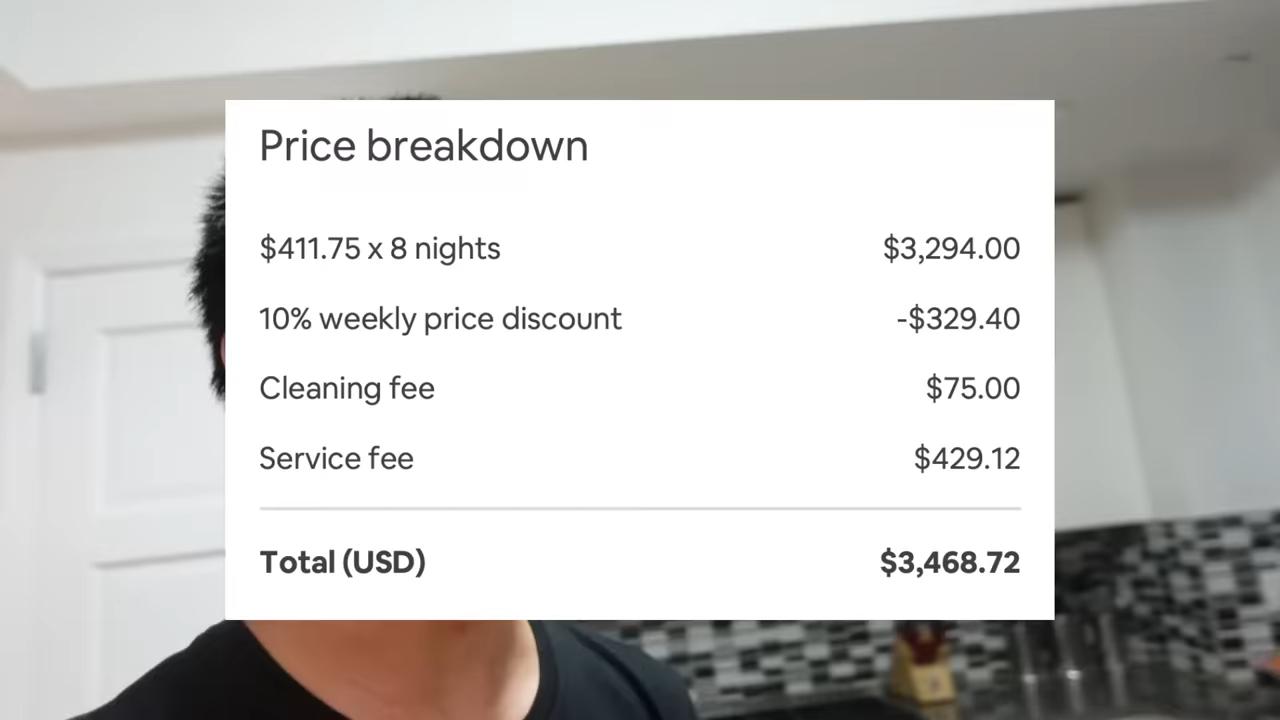 Price breakdown
$411.75 x 8 nights $3,294.00
10% weekly price discount -$329.40
Cleaning fee $75.00
Service fee $429.12
Total (USD) $3,468.72